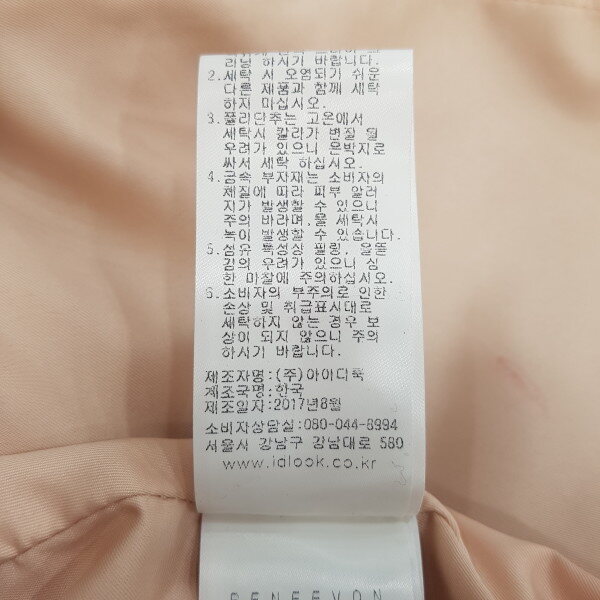 리닝 하시기 바랍니다.
2.세탁 시 오염되기 쉬운
다른 제품과 함께 세탁
하지 마십시오.
3.폴리단추는 고온에서
세탁시 칼라가 변질 될
우려가 있으니 은박지로
싸서 세탁 하십시오.
4.금속 부자재는 소비자의
체질에 따라 피부 알러
지가 발생할 수 있으니
주의 바라며,물 세탁시
녹이 발생할 수 있습니다.
5.섬유 특성상 필링, 올뜯
김의 우려가 있으니 심
한 마찰에 주의하십시오.
6.소비자의 부주의로 인한
손상 및 취급표시대로
세탁하지 않는 경우 보
상이 되지 않으니 주의
하시기 바랍니다.
제조자명:(주)아이디룩
제조국명:한국
제조일자:2017년8월
소비자상담실:080-044-8994
서울시 강남구 강남대로 580
www.idlook.co.kr
RENEEVON